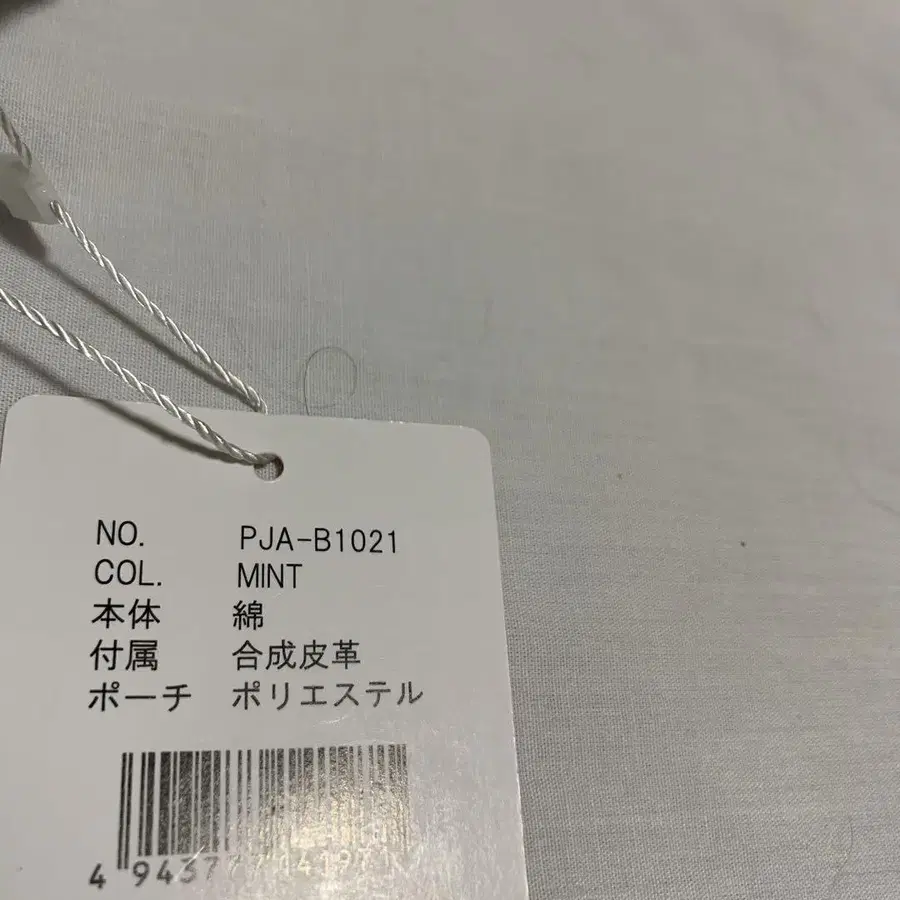 NO. PJA-B1021
COL. MINT
本体 綿
付属 合成皮革
ポーチ ポリエステル